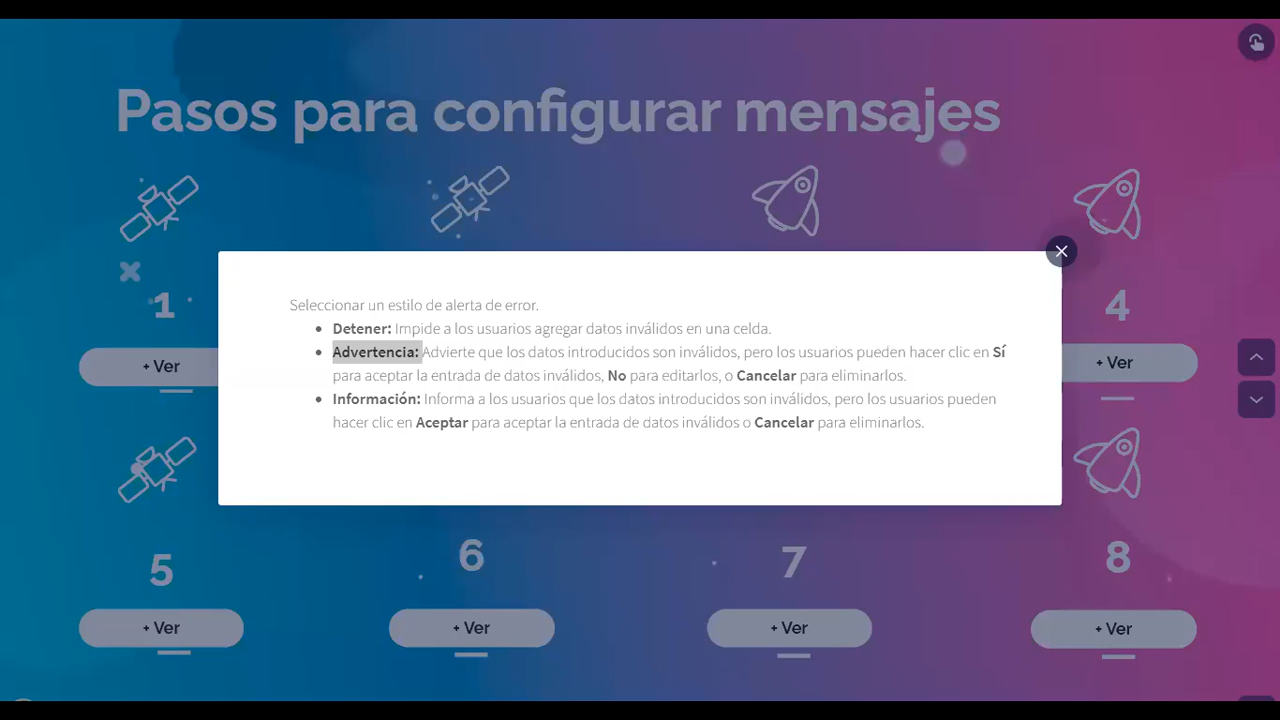 Pasos para configurar mensajes
1
4
+ Ver
+ Ver
Seleccionar un estilo de alerta de error.
• Detener: Impide a los usuarios agregar datos inválidos en una celda.
• Advertencia: Advierte que los datos introducidos son inválidos, pero los usuarios pueden hacer clic en Sí
para aceptar la entrada de datos inválidos, No para editarlos, o Cancelar para eliminarlos.
• Información: Informa a los usuarios que los datos introducidos son inválidos, pero los usuarios pueden
hacer clic en Aceptar para aceptar la entrada de datos inválidos o Cancelar para eliminarlos.
5
6
7
8
+ Ver
+ Ver
+ Ver
+ Ver